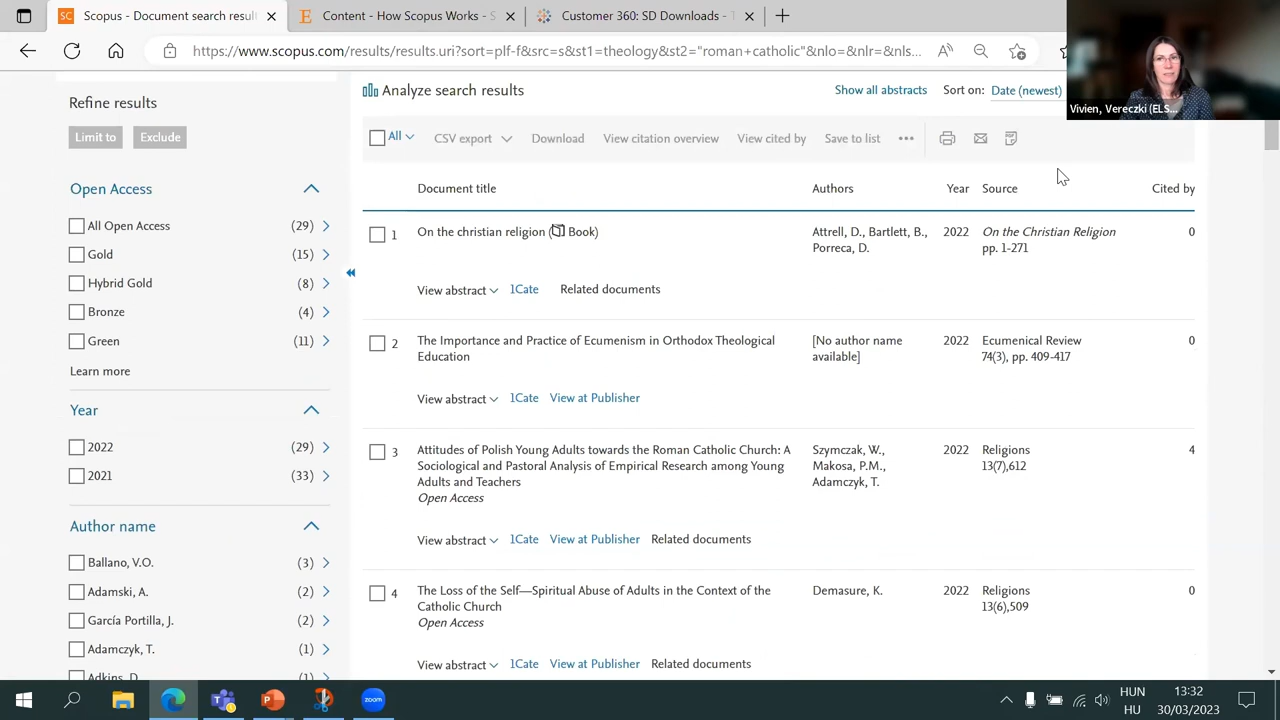 Scopus - Document search result
Content - How Scopus Works - S
Customer 360: SD Downloads - T
https://www.scopus.com/results/results.uri?sort=plf-f&src=s&st1=theology&st2="roman+catholic"&nlo=&nlr=&nls...
Vivien, Vereczki (ELS...
Refine results
Limit to
Exclude
Open Access
All Open Access (29)
Gold (15)
Hybrid Gold (8)
Bronze (4)
Green (11)
Learn more
Year
2022 (29)
2021 (33)
Author name
Ballano, V.O. (3)
Adamski, A. (2)
García Portilla, J. (2)
Adamczyk, T. (1)
Adkins, D. (1)
Analyze search results
Show all abstracts
Sort on: Date (newest)
All
CSV export
Download
View citation overview
View cited by
Save to list
•••
Document title Authors Year Source Cited by
1 On the christian religion ( Book) Attrell, D., Bartlett, B., 2022 On the Christian Religion 0
Porreca, D. pp. 1-271
View abstract 1Cate Related documents
2 The Importance and Practice of Ecumenism in Orthodox Theological [No author name 2022 Ecumenical Review 0
Education available] 74(3), pp. 409-417
View abstract 1Cate View at Publisher
3 Attitudes of Polish Young Adults towards the Roman Catholic Church: A Szymczak, W., 2022 Religions 4
Sociological and Pastoral Analysis of Empirical Research among Young Makosa, P.M., 13(7),612
Adults and Teachers Adamczyk, T.
Open Access
View abstract 1Cate View at Publisher Related documents
4 The Loss of the Self—Spiritual Abuse of Adults in the Context of the Demasure, K. 2022 Religions 0
Catholic Church 13(6),509
Open Access
View abstract 1Cate View at Publisher Related documents
zoom
HUN 13:32
HU 30/03/2023